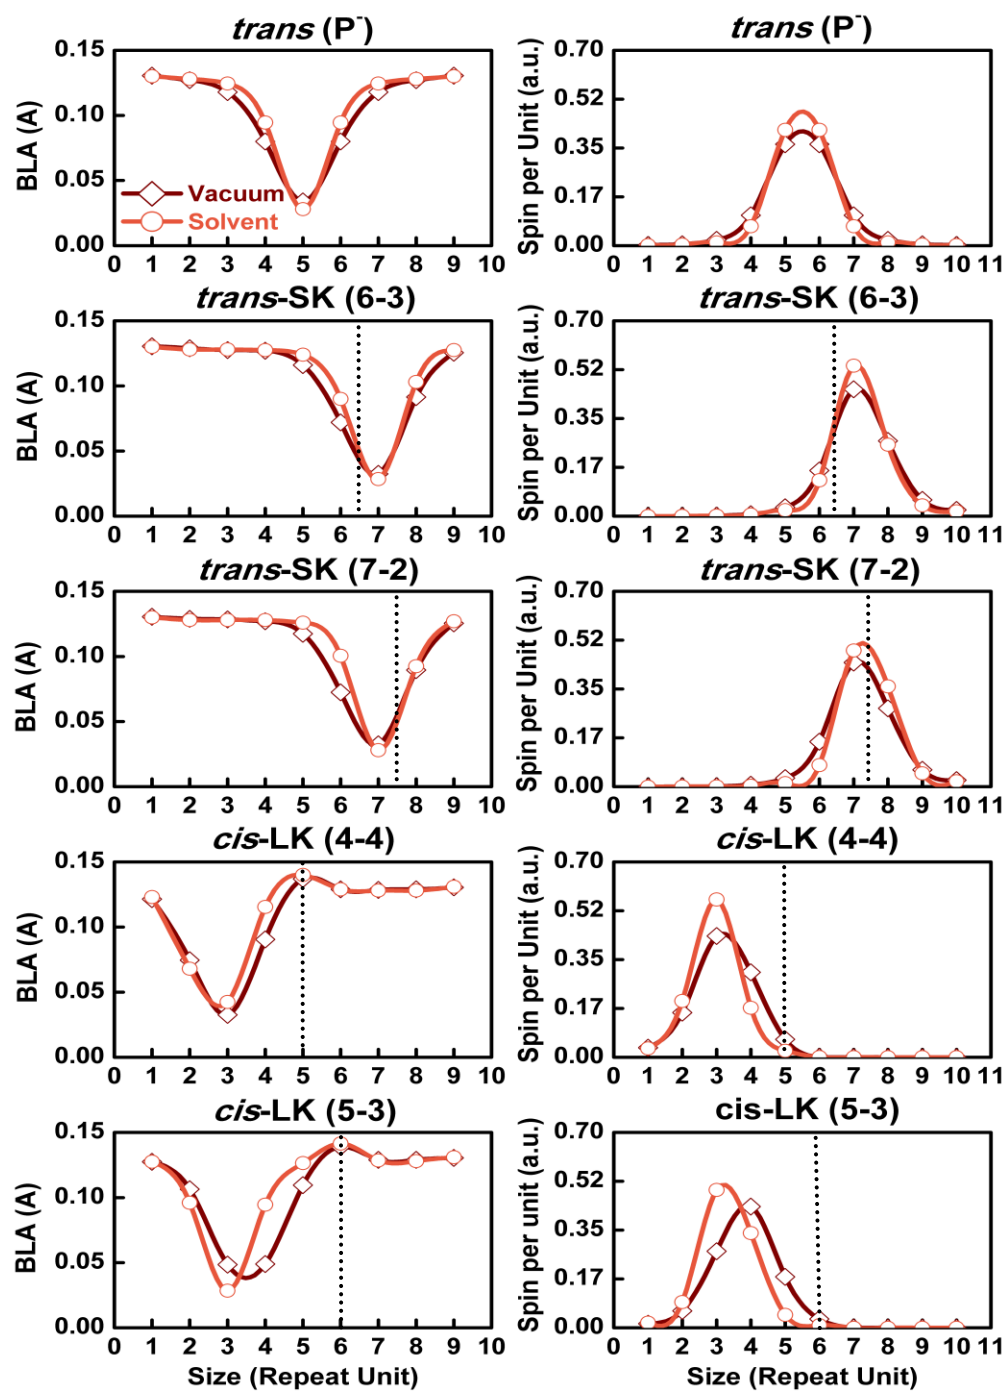 trans (P⁻)
0.15
0.10
0.05
0.00
BLA (A)
Vacuum
Solvent
0 1 2 3 4 5 6 7 8 9 10
trans (P⁻)
0.70
0.52
0.35
0.17
0.00
Spin per Unit (a.u.)
0 1 2 3 4 5 6 7 8 9 10 11
trans-SK (6-3)
0.15
0.10
0.05
0.00
BLA (A)
0 1 2 3 4 5 6 7 8 9 10
trans-SK (6-3)
0.70
0.52
0.35
0.17
0.00
Spin per Unit (a.u.)
0 1 2 3 4 5 6 7 8 9 10 11
trans-SK (7-2)
0.15
0.10
0.05
0.00
BLA (A)
0 1 2 3 4 5 6 7 8 9 10
trans-SK (7-2)
0.70
0.52
0.35
0.17
0.00
Spin per Unit (a.u.)
0 1 2 3 4 5 6 7 8 9 10 11
cis-LK (4-4)
0.15
0.10
0.05
0.00
BLA (A)
0 1 2 3 4 5 6 7 8 9 10
cis-LK (4-4)
0.70
0.52
0.35
0.17
0.00
Spin per Unit (a.u.)
0 1 2 3 4 5 6 7 8 9 10 11
cis-LK (5-3)
0.15
0.10
0.05
0.00
BLA (A)
0 1 2 3 4 5 6 7 8 9 10
Size (Repeat Unit)
cis-LK (5-3)
0.70
0.52
0.35
0.17
0.00
Spin per unit (a.u.)
0 1 2 3 4 5 6 7 8 9 10 11
Size (Repeat Unit)